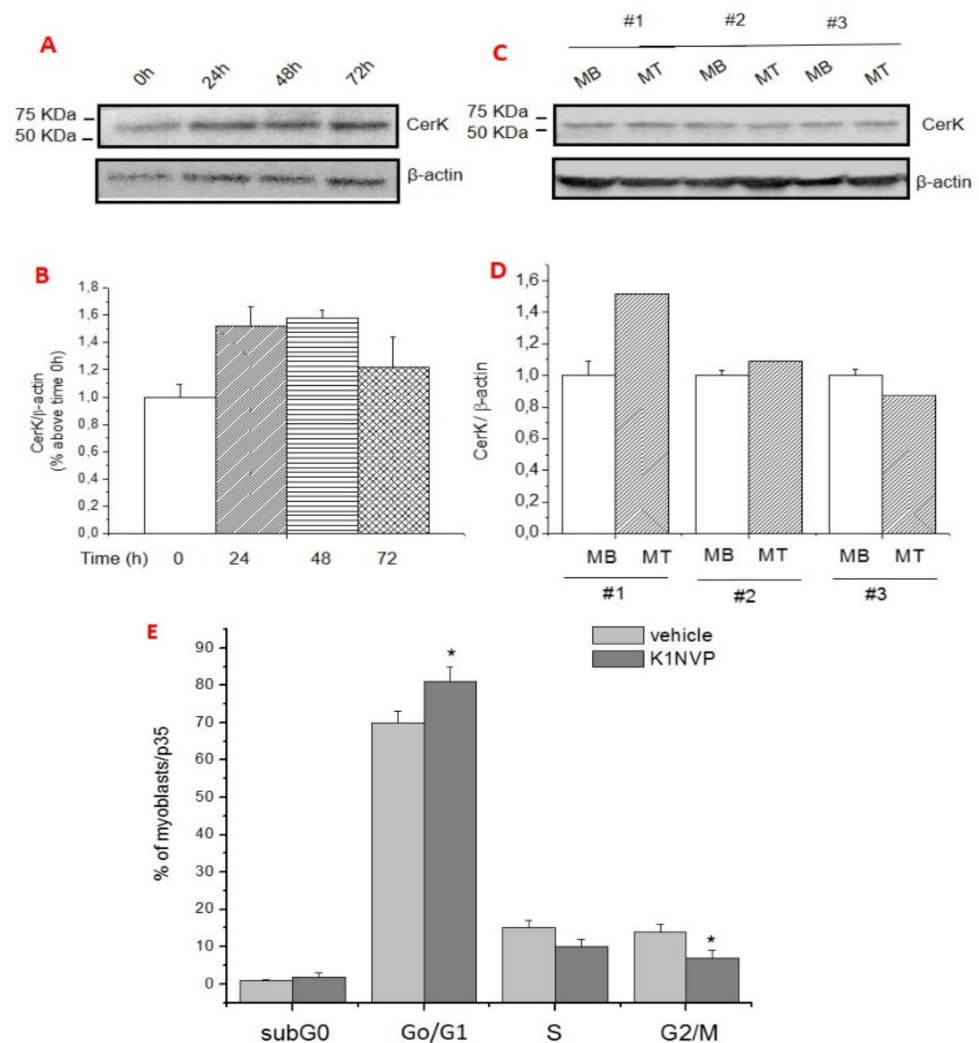 A
0h 24h 48h 72h
75 KDa
50 KDa
CerK
β-actin
C
#1 #2 #3
MB MT MB MT MB MT
75 KDa
50 KDa
CerK
β-actin
B
CerK/β-actin
(% above time 0h)
1,8
1,6
1,4
1,2
1,0
0,8
0,6
0,4
0,2
0,0
Time (h) 0 24 48 72
D
CerK/ β-actin
1,6
1,4
1,2
1,0
0,8
0,6
0,4
0,2
0,0
MB MT MB MT MB MT
#1 #2 #3
E
vehicle
K1NVP
% of myoblasts/p35
90
80
70
60
50
40
30
20
10
0
*
*
subG0 Go/G1 S G2/M